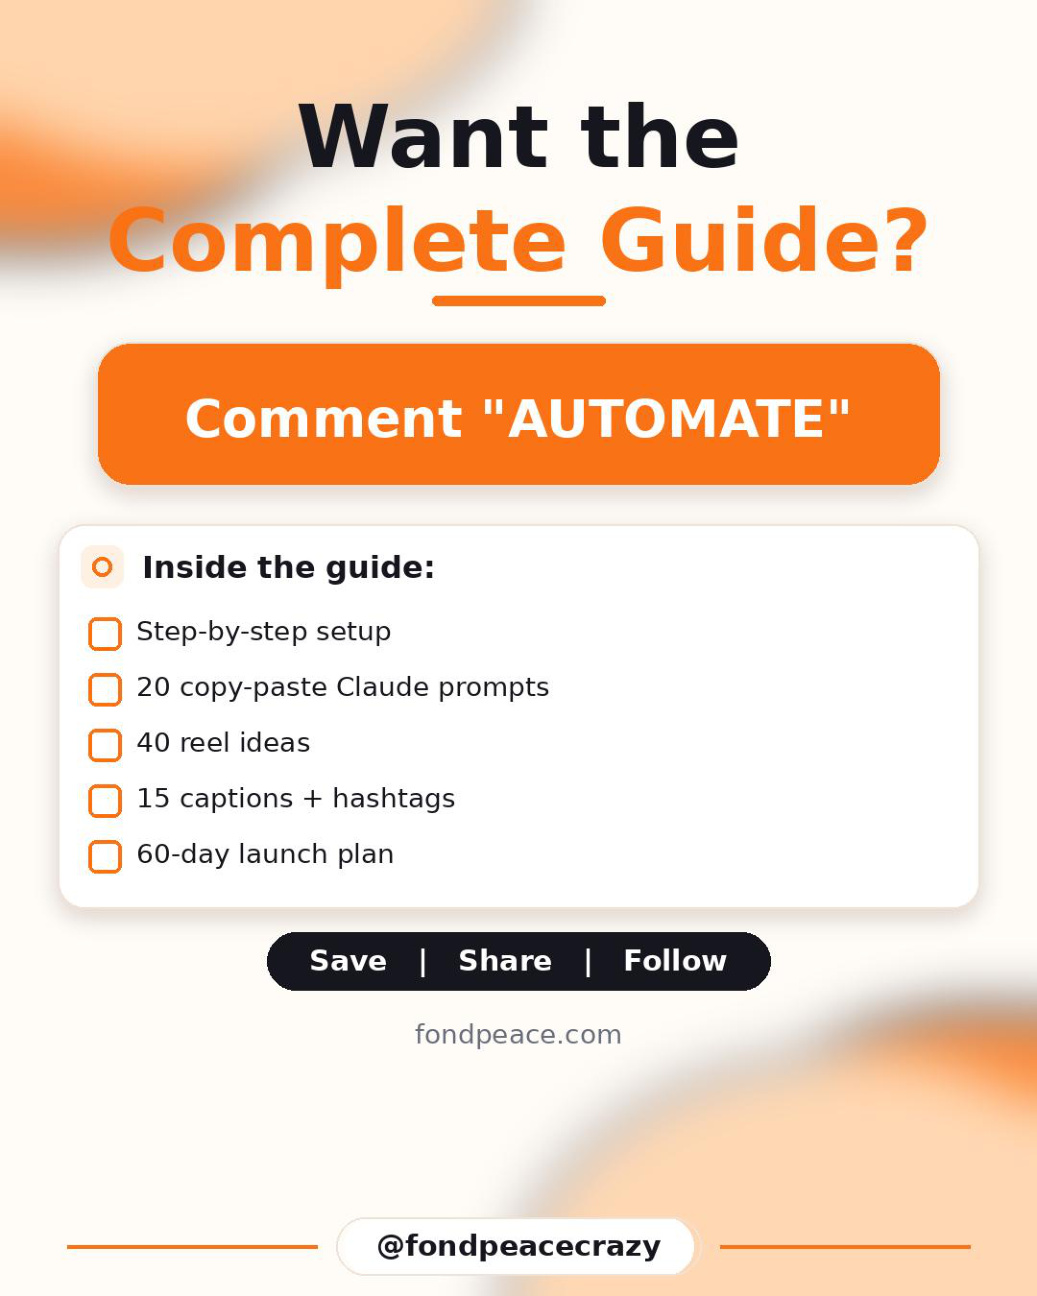 Want the
Complete Guide?
Comment "AUTOMATE"
Inside the guide:
Step-by-step setup
20 copy-paste Claude prompts
40 reel ideas
15 captions + hashtags
60-day launch plan
Save | Share | Follow
fondpeace.com
@fondpeacecrazy